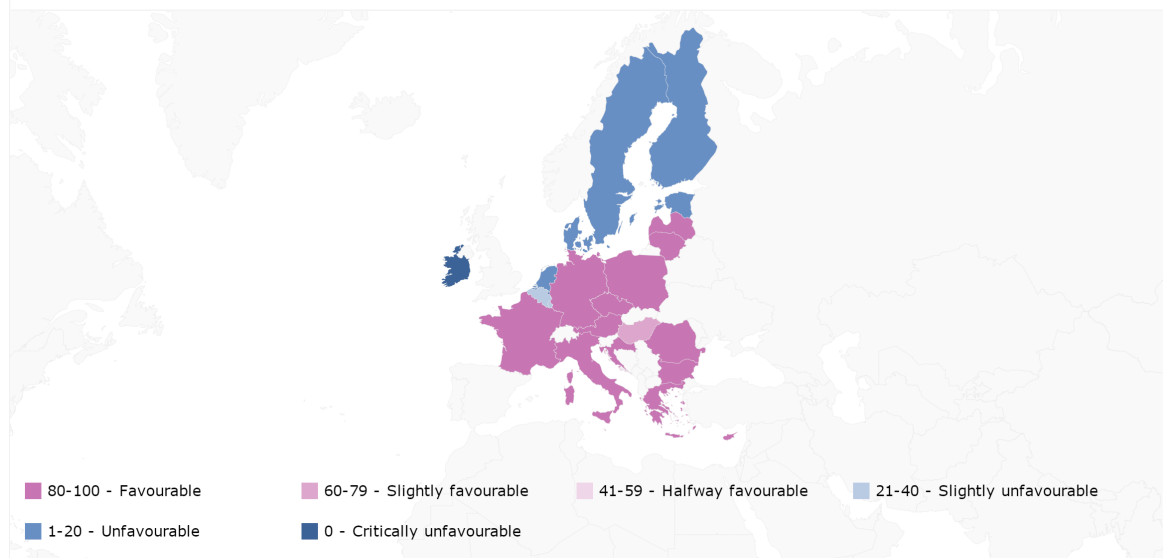 80-100 - Favourable 60-79 - Slightly favourable 41-59 - Halfway favourable 21-40 - Slightly unfavourable
1-20 - Unfavourable 0 - Critically unfavourable